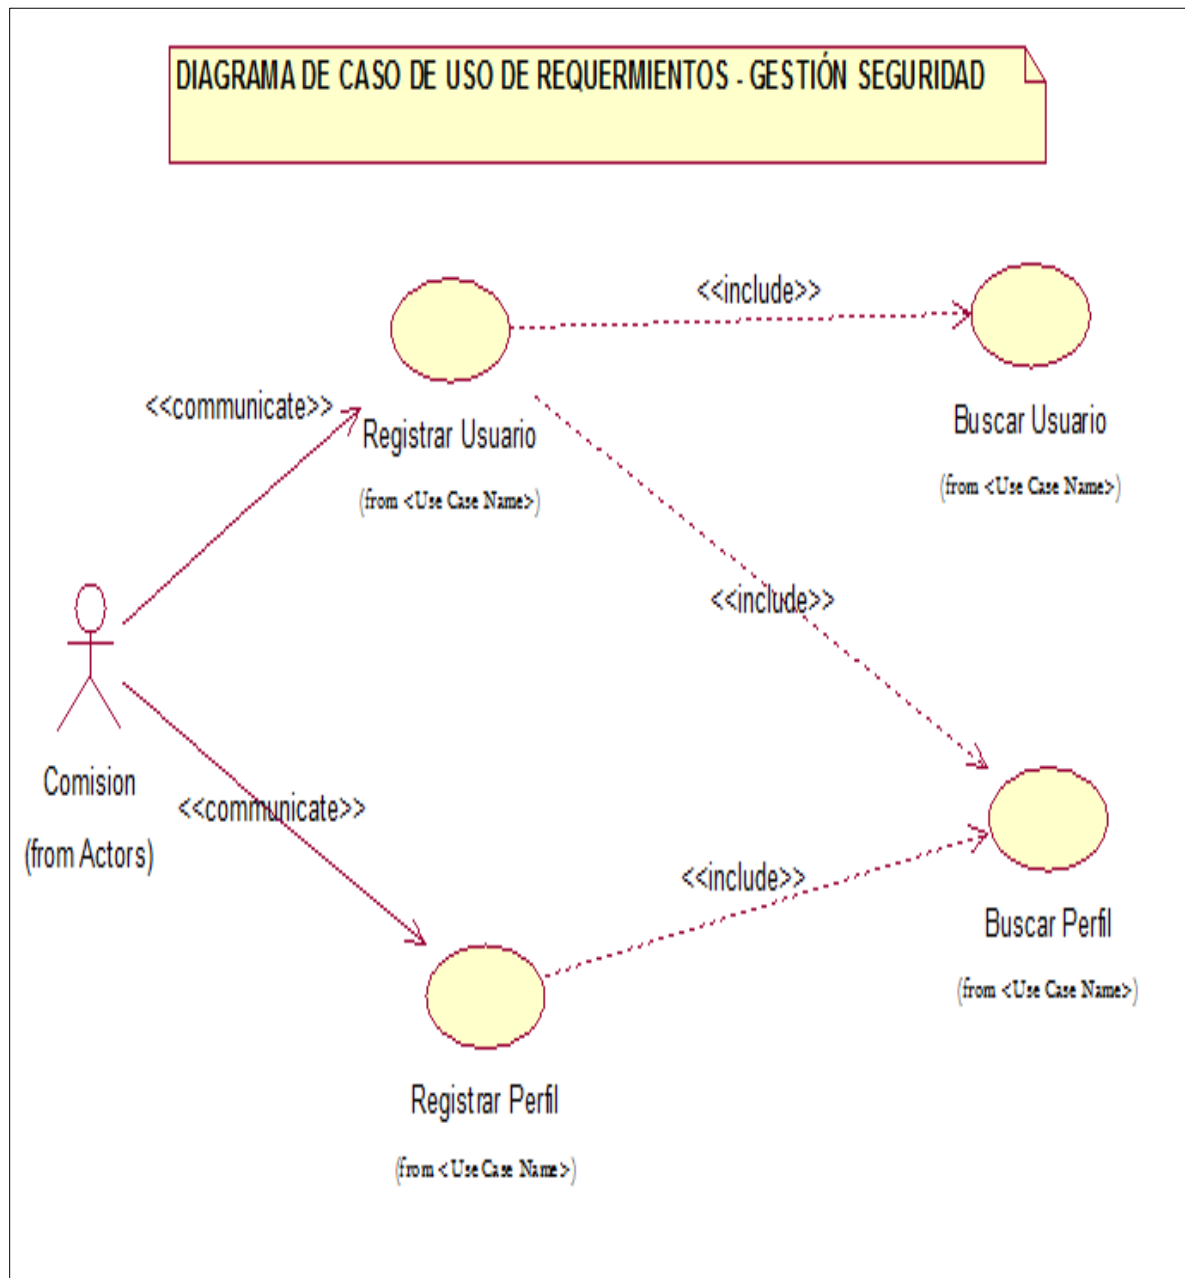 DIAGRAMA DE CASO DE USO DE REQUERMIENTOS - GESTIÓN SEGURIDAD
<<include>>
<<communicate>>
Registrar Usuario
(from <Use Case Name>)
Buscar Usuario
(from <Use Case Name>)
<<include>>
Comision
(from Actors)
<<communicate>>
<<include>>
Buscar Perfil
(from <Use Case Name>)
Registrar Perfil
(from <Use Case Name>)